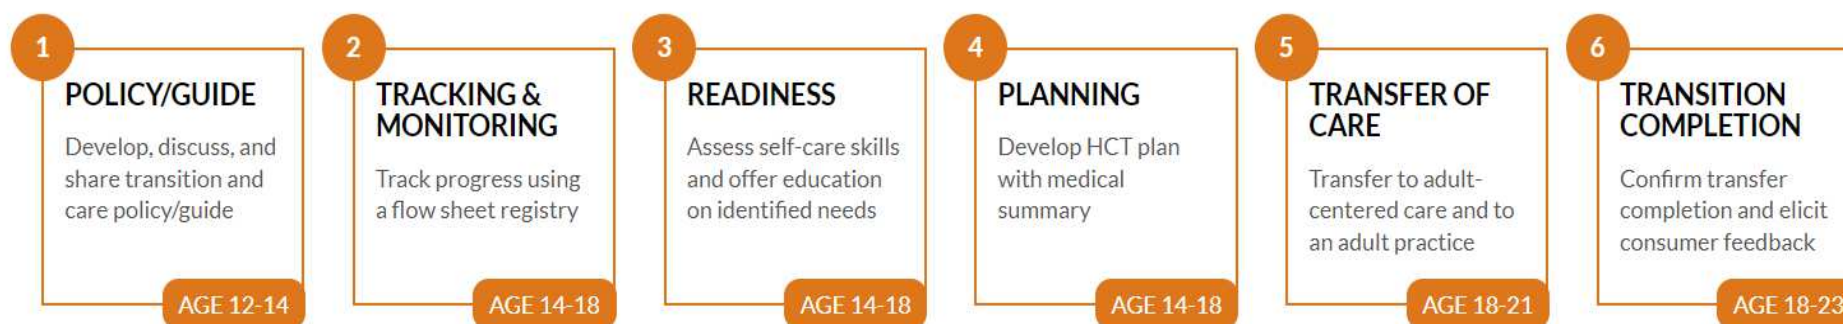 1
POLICY/GUIDE
Develop, discuss, and
share transition and
care policy/guide
AGE 12-14
2
TRACKING &
MONITORING
Track progress using
a flow sheet registry
AGE 14-18
3
READINESS
Assess self-care skills
and offer education
on identified needs
AGE 14-18
4
PLANNING
Develop HCT plan
with medical
summary
AGE 14-18
5
TRANSFER OF
CARE
Transfer to adult-
centered care and to
an adult practice
AGE 18-21
6
TRANSITION
COMPLETION
Confirm transfer
completion and elicit
consumer feedback
AGE 18-23